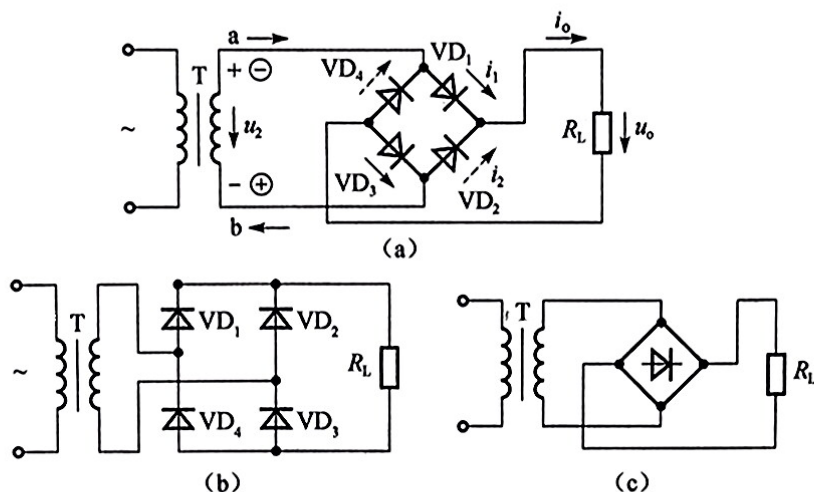 a
i₀
VD₁
VD₄
i₁
+ ⊖
T
~
u₂
R_L
u₀
i₂
− ⊕
VD₃
VD₂
b
(a)
T
VD₁
VD₂
~
R_L
VD₄
VD₃
(b)
T
R_L
(c)